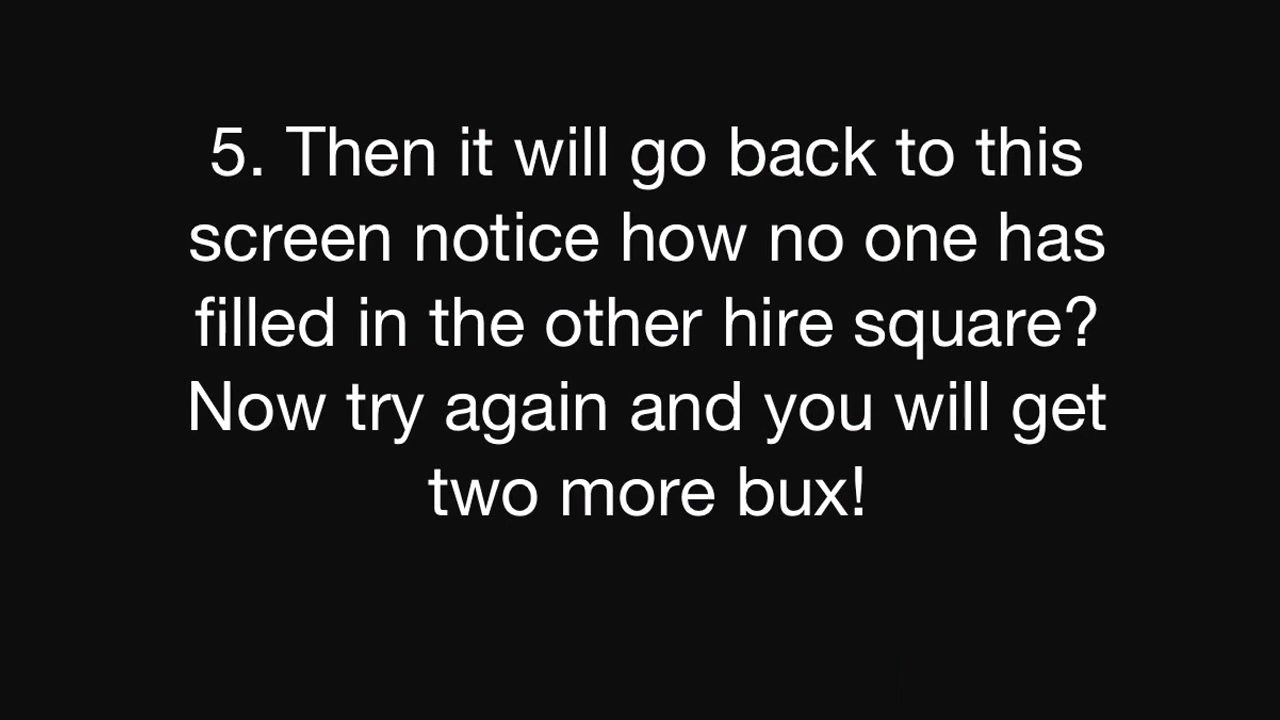 5. Then it will go back to this
screen notice how no one has
filled in the other hire square?
Now try again and you will get
two more bux!